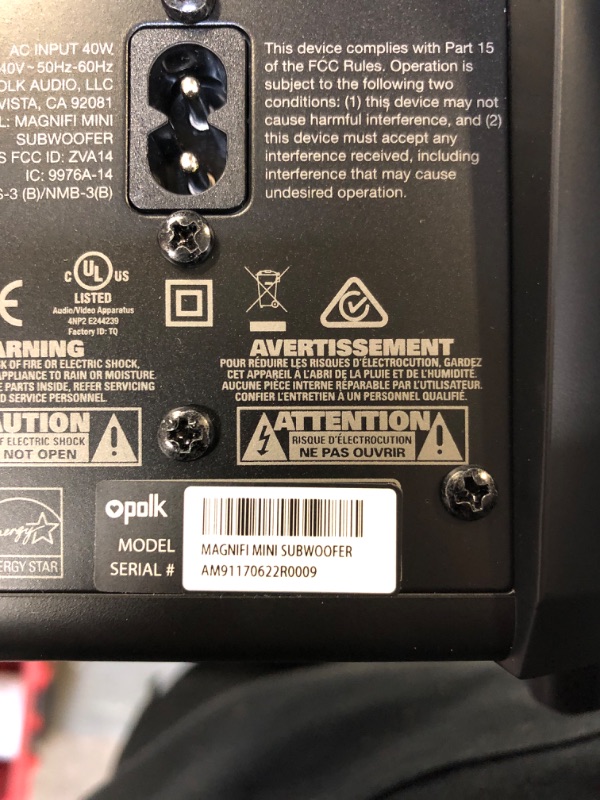 AC INPUT 40W
40V~50Hz-60Hz
OLK AUDIO, LLC
VISTA, CA 92081
L: MAGNIFI MINI
SUBWOOFER
S FCC ID: ZVA14
IC: 9976A-14
S-3 (B)/NMB-3(B)
This device complies with Part 15
of the FCC Rules. Operation is
subject to the following two
conditions: (1) this device may not
cause harmful interference, and (2)
this device must accept any
interference received, including
interference that may cause
undesired operation.
CE
c UL US
LISTED
Audio/Video Apparatus
4NP2 E244239
Factory ID: TQ
ARNING
K OF FIRE OR ELECTRIC SHOCK,
APPLIANCE TO RAIN OR MOISTURE.
E PARTS INSIDE, REFER SERVICING
D SERVICE PERSONNEL.
AVERTISSEMENT
POUR RÉDUIRE LES RISQUES D'ÉLECTROCUTION, GARDEZ
CET APPAREIL À L'ABRI DE LA PLUIE ET DE L'HUMIDITÉ.
AUCUNE PIÈCE INTERNE RÉPARABLE PAR L'UTILISATEUR.
CONFIER L'ENTRETIEN À UN PERSONNEL QUALIFIÉ.
AUTION
F ELECTRIC SHOCK
NOT OPEN
ATTENTION
RISQUE D'ÉLECTROCUTION
NE PAS OUVRIR
energy
ERGY STAR
polk
MODEL
MAGNIFI MINI SUBWOOFER
SERIAL #
AM91170622R0009